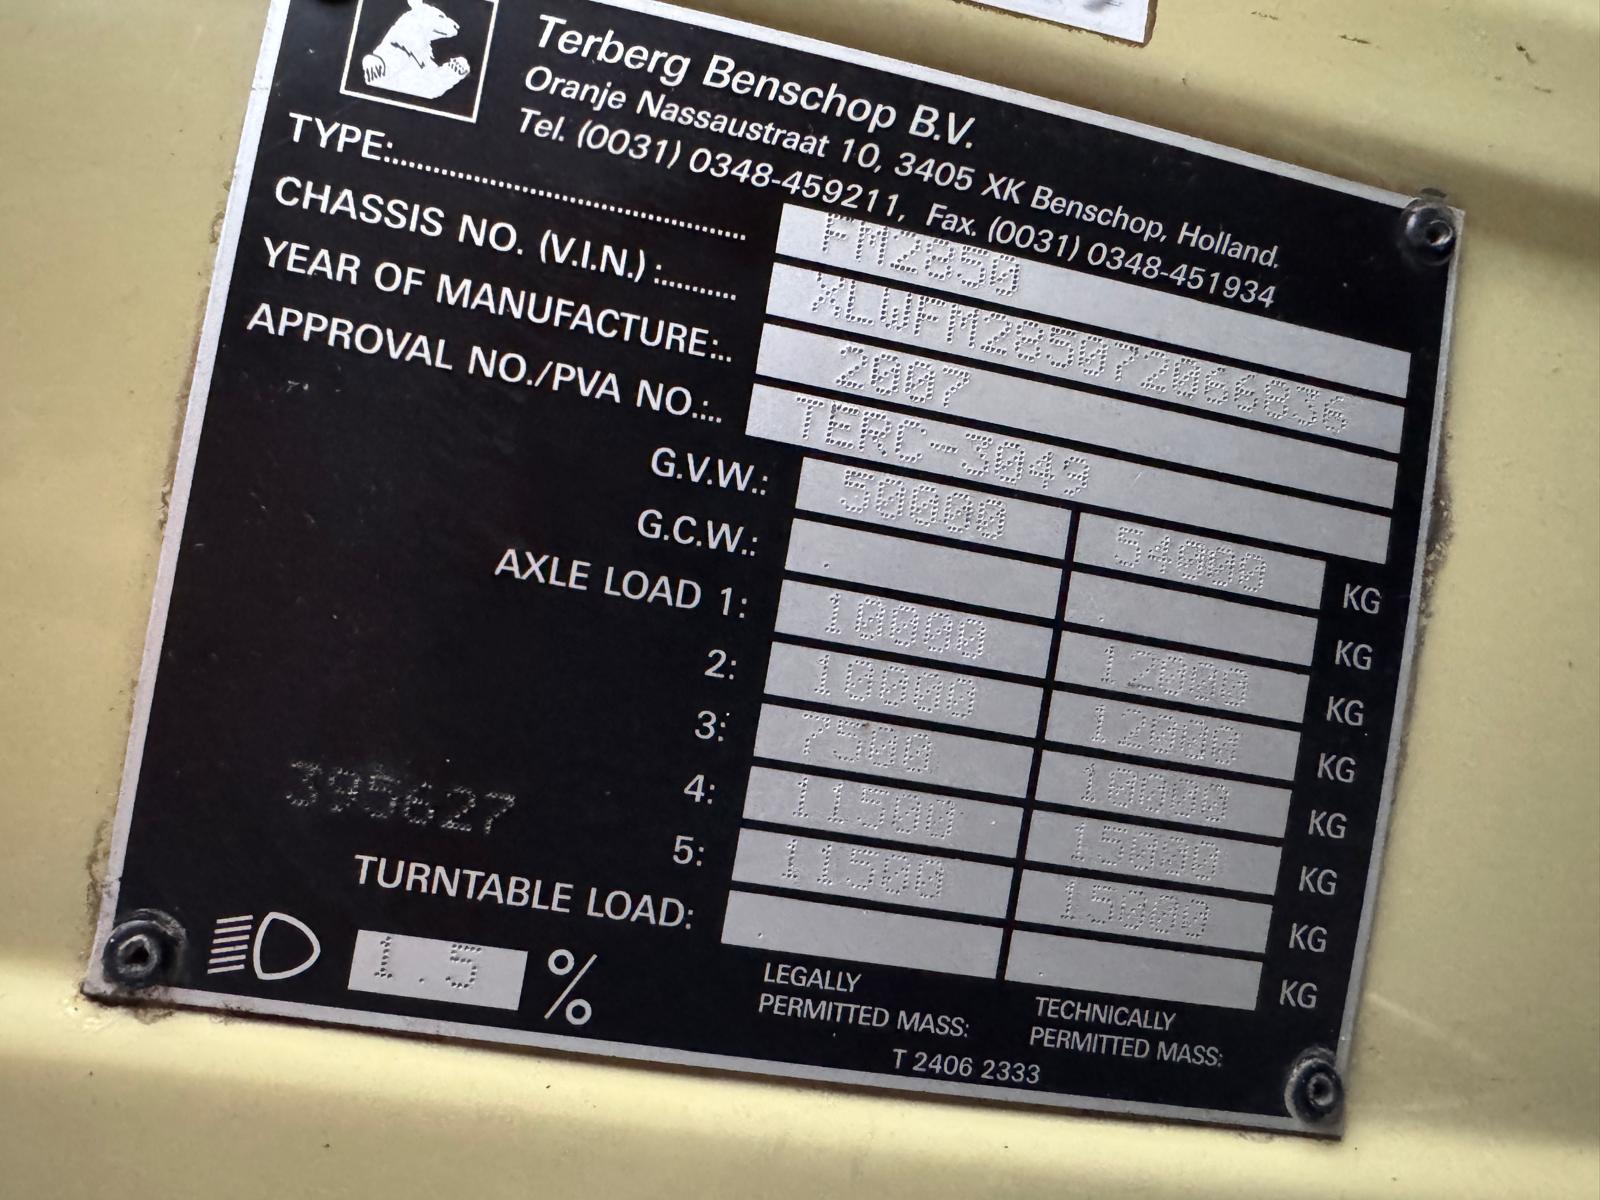 Terberg Benschop B.V.
Oranje Nassaustraat 10, 3405 XK Benschop, Holland.
Tel. (0031) 0348-459211, Fax. (0031) 0348-451934
TYPE: FM2850
CHASSIS NO. (V.I.N.) : XLWFM285072066836
YEAR OF MANUFACTURE: 2007
APPROVAL NO./PVA NO.: TERC-3049
G.V.W.: 50000 54000 KG
G.C.W.: KG
AXLE LOAD 1: 10000 12000 KG
2: 10000 12000 KG
3: 7500 10000 KG
4: 11500 15000 KG
395627
5: 11500 15000 KG
TURNTABLE LOAD: KG
1.5 %
LEGALLY PERMITTED MASS:
TECHNICALLY PERMITTED MASS:
T 2406 2333